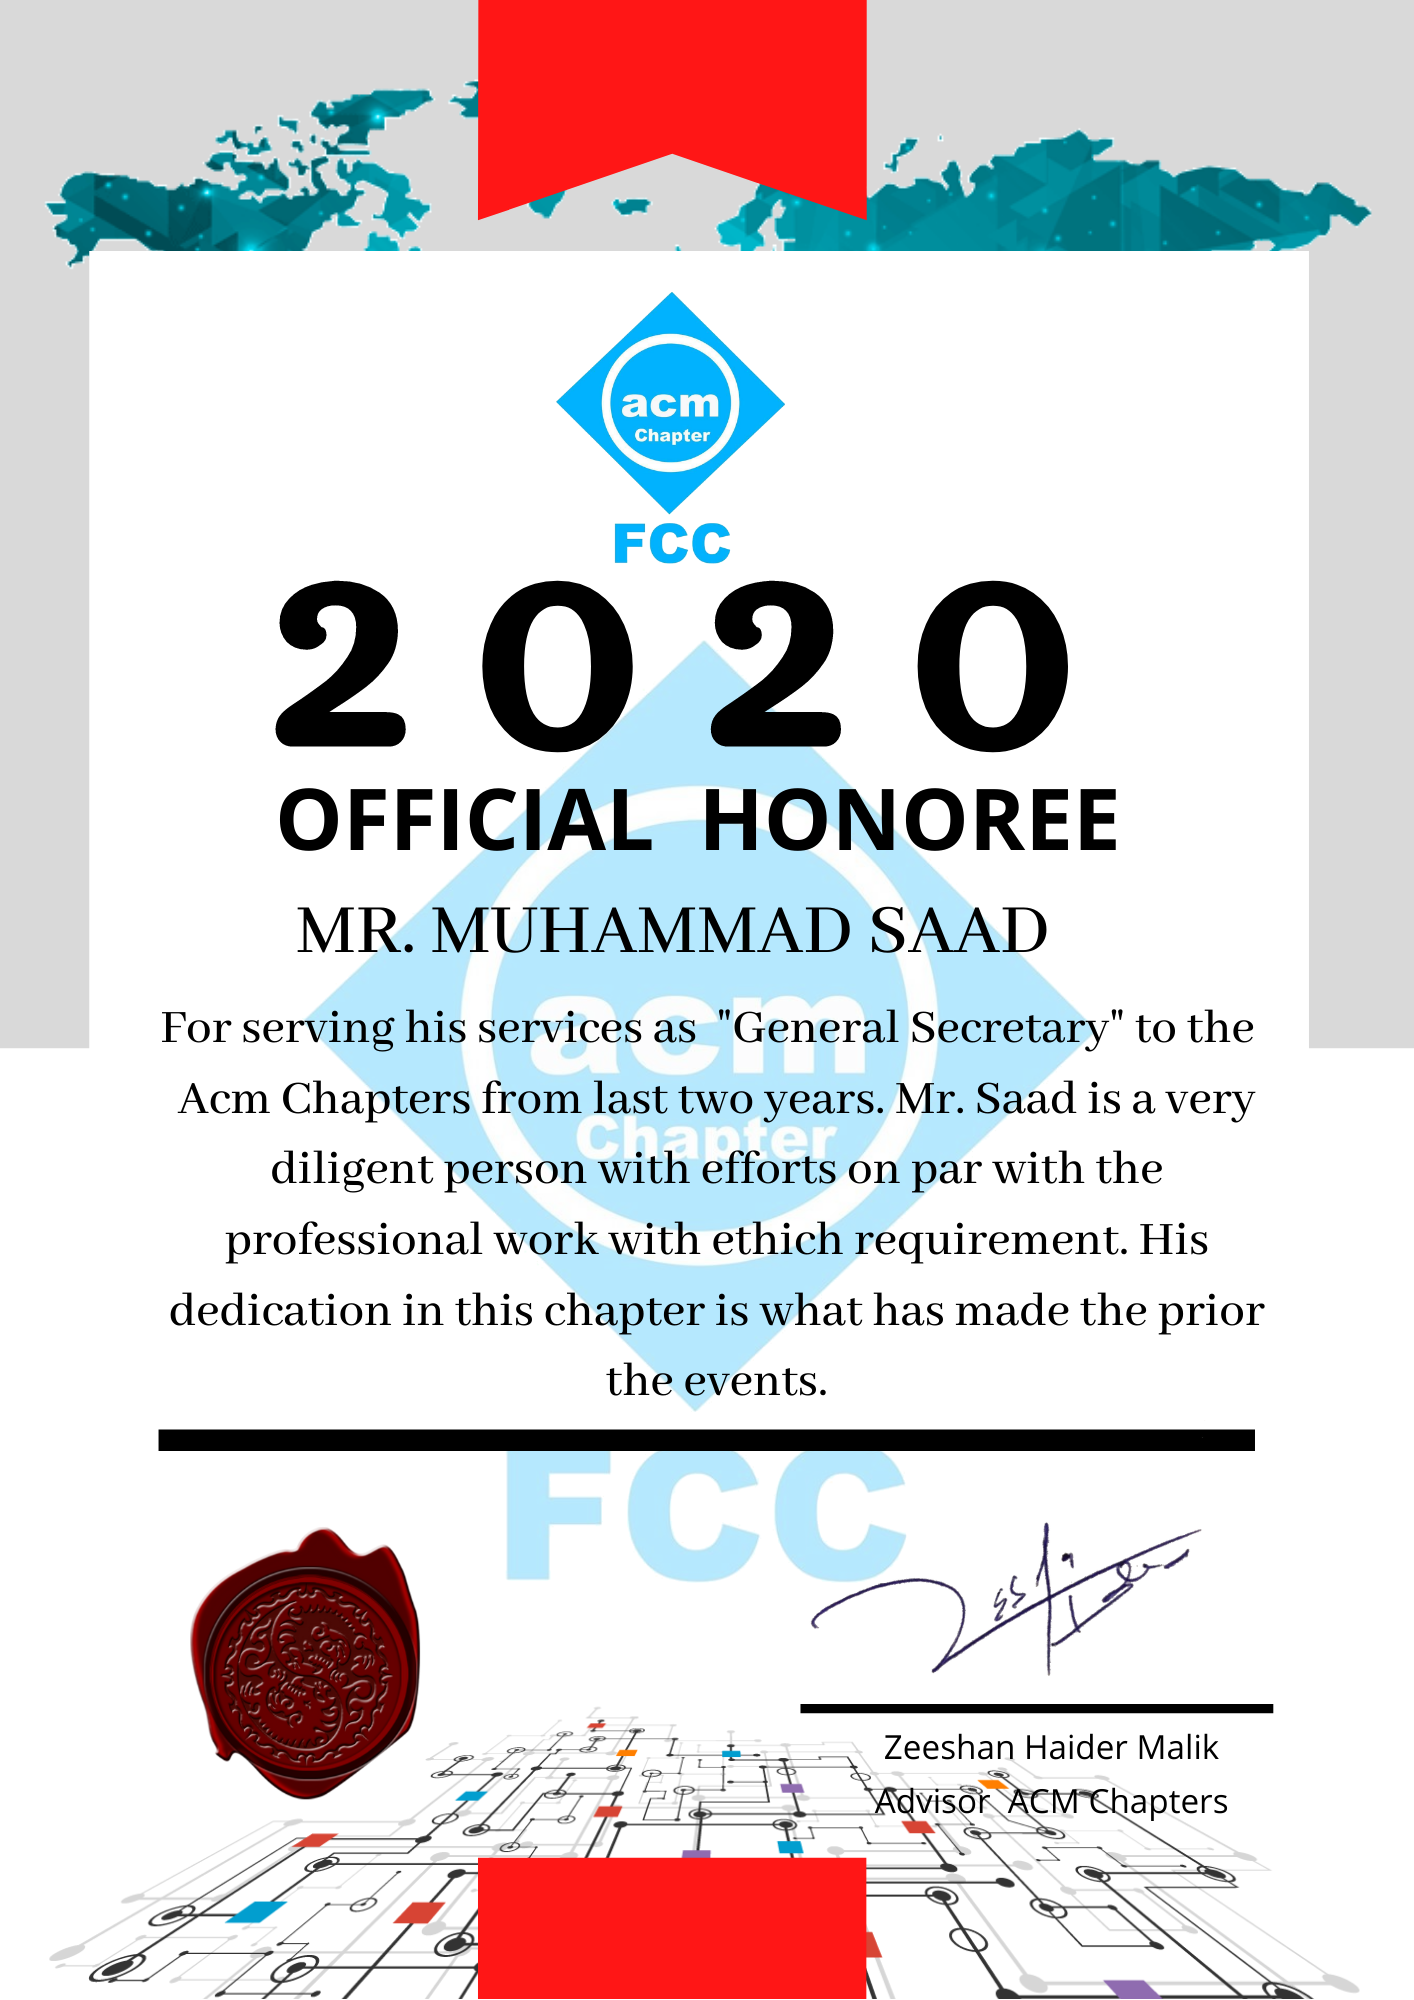 acm
Chapter
FCC
2020
OFFICIAL HONOREE
MR. MUHAMMAD SAAD
For serving his services as "General Secretary" to the
Acm Chapters from last two years. Mr. Saad is a very
diligent person with efforts on par with the
professional work with ethich requirement. His
dedication in this chapter is what has made the prior
the events.
acm
Chapter
FCC
Zeeshan Haider Malik
Advisor ACM Chapters